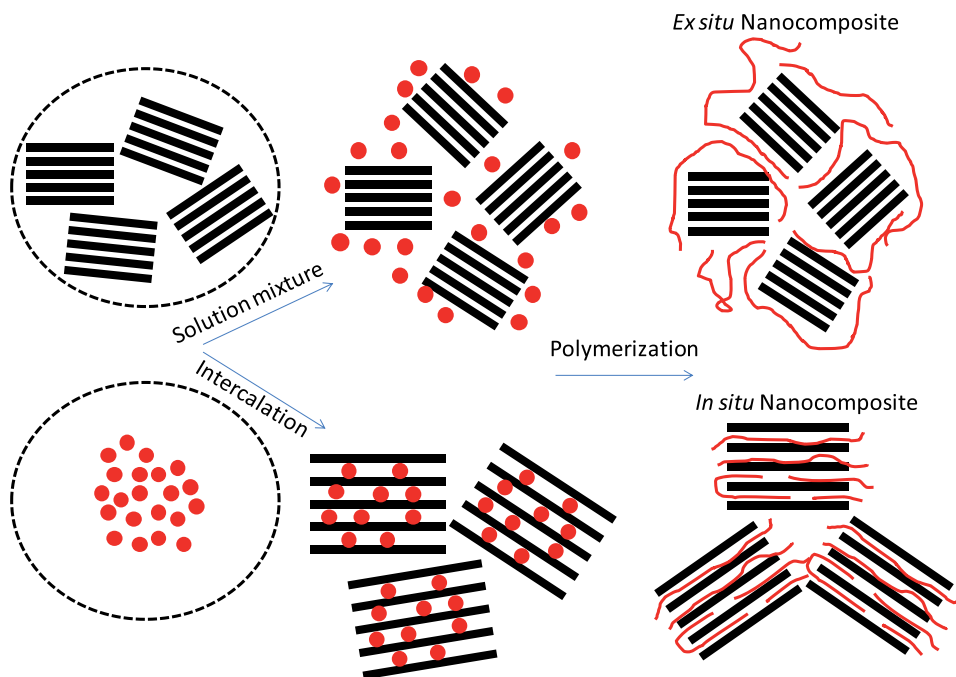 Ex situ Nanocomposite
Solution mixture
Intercalation
Polymerization
In situ Nanocomposite